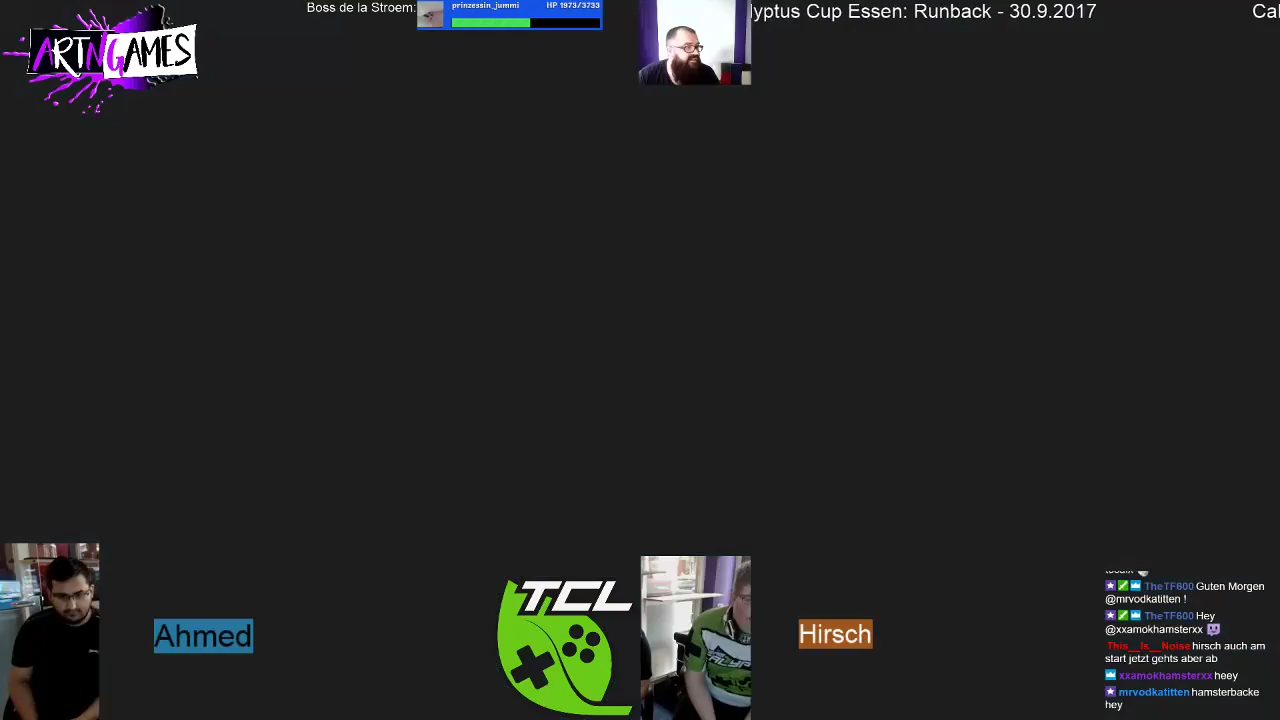 Boss de la Stroem:
prinzessin_jummi HP 1973/3733
lyptus Cup Essen: Runback - 30.9.2017
Cal
ARTNGAMES
TCL
Ahmed
Hirsch
TheTF600 Guten Morgen
@mrvodkatitten !
TheTF600 Hey
@xxamokhamsterxx
This__Is__Noise hirsch auch am
start jetzt gehts aber ab
xxamokhamsterxx heey
mrvodkatitten hamsterbacke
hey